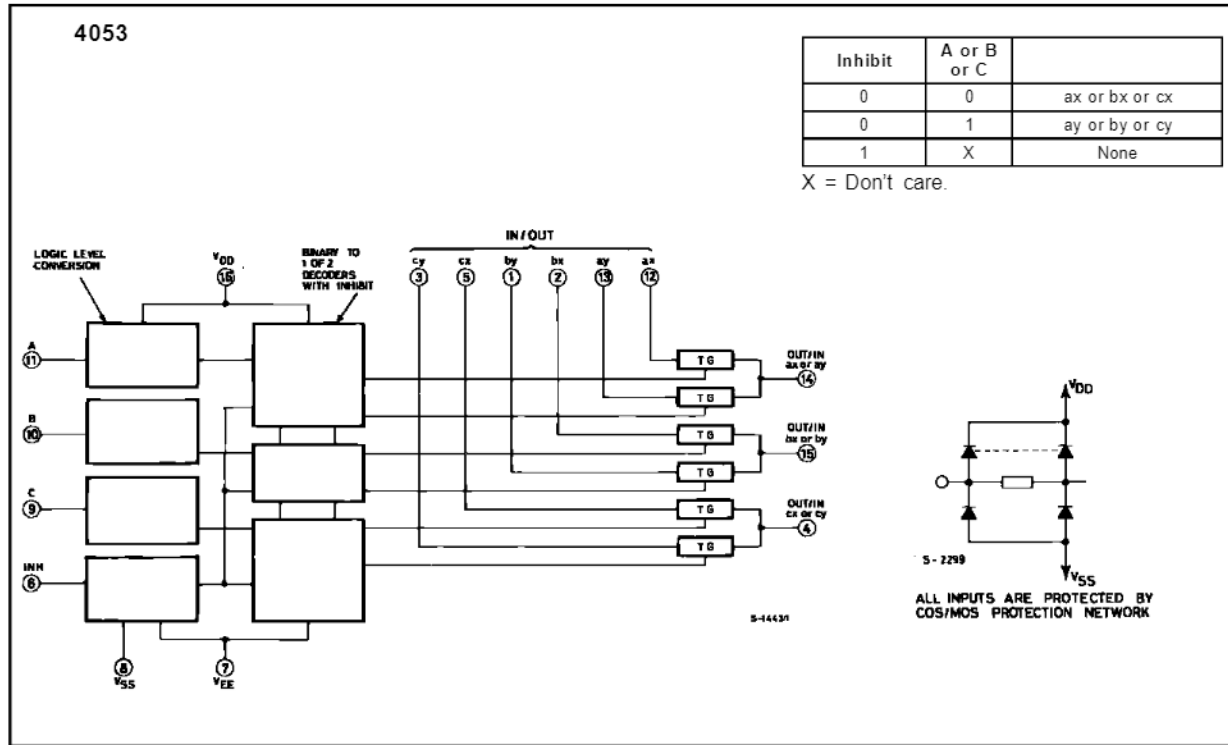 4053
Inhibit A or B or C
0 0 ax or bx or cx
0 1 ay or by or cy
1 X None
X = Don't care.
LOGIC LEVEL
CONVERSION
VDD
16
BINARY TO
1 OF 2
DECODERS
WITH INHIBIT
IN/OUT
cy cx by bx ay ax
3 5 1 2 13 12
A
11
B
10
C
9
INH
6
8
VSS
7
VEE
TG
TG
TG
TG
TG
TG
OUT/IN
ax or ay
14
OUT/IN
bx or by
15
OUT/IN
cx or cy
4
S-1443/1
VDD
S-2299
VSS
ALL INPUTS ARE PROTECTED BY
COS/MOS PROTECTION NETWORK